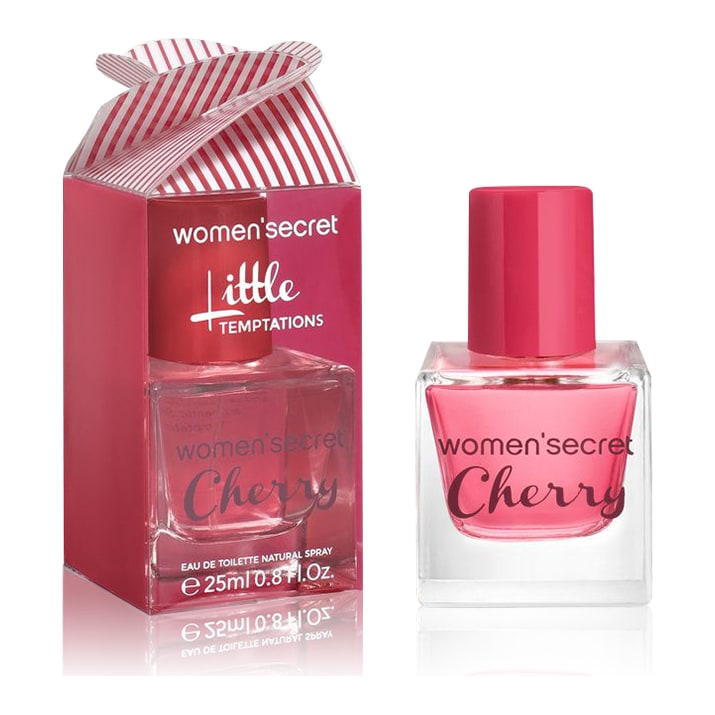 women'secret
Little
TEMPTATIONS
women'secret
Cherry
EAU DE TOILETTE NATURAL SPRAY
e 25ml 0.8 Fl.Oz.
women'secret
Cherry